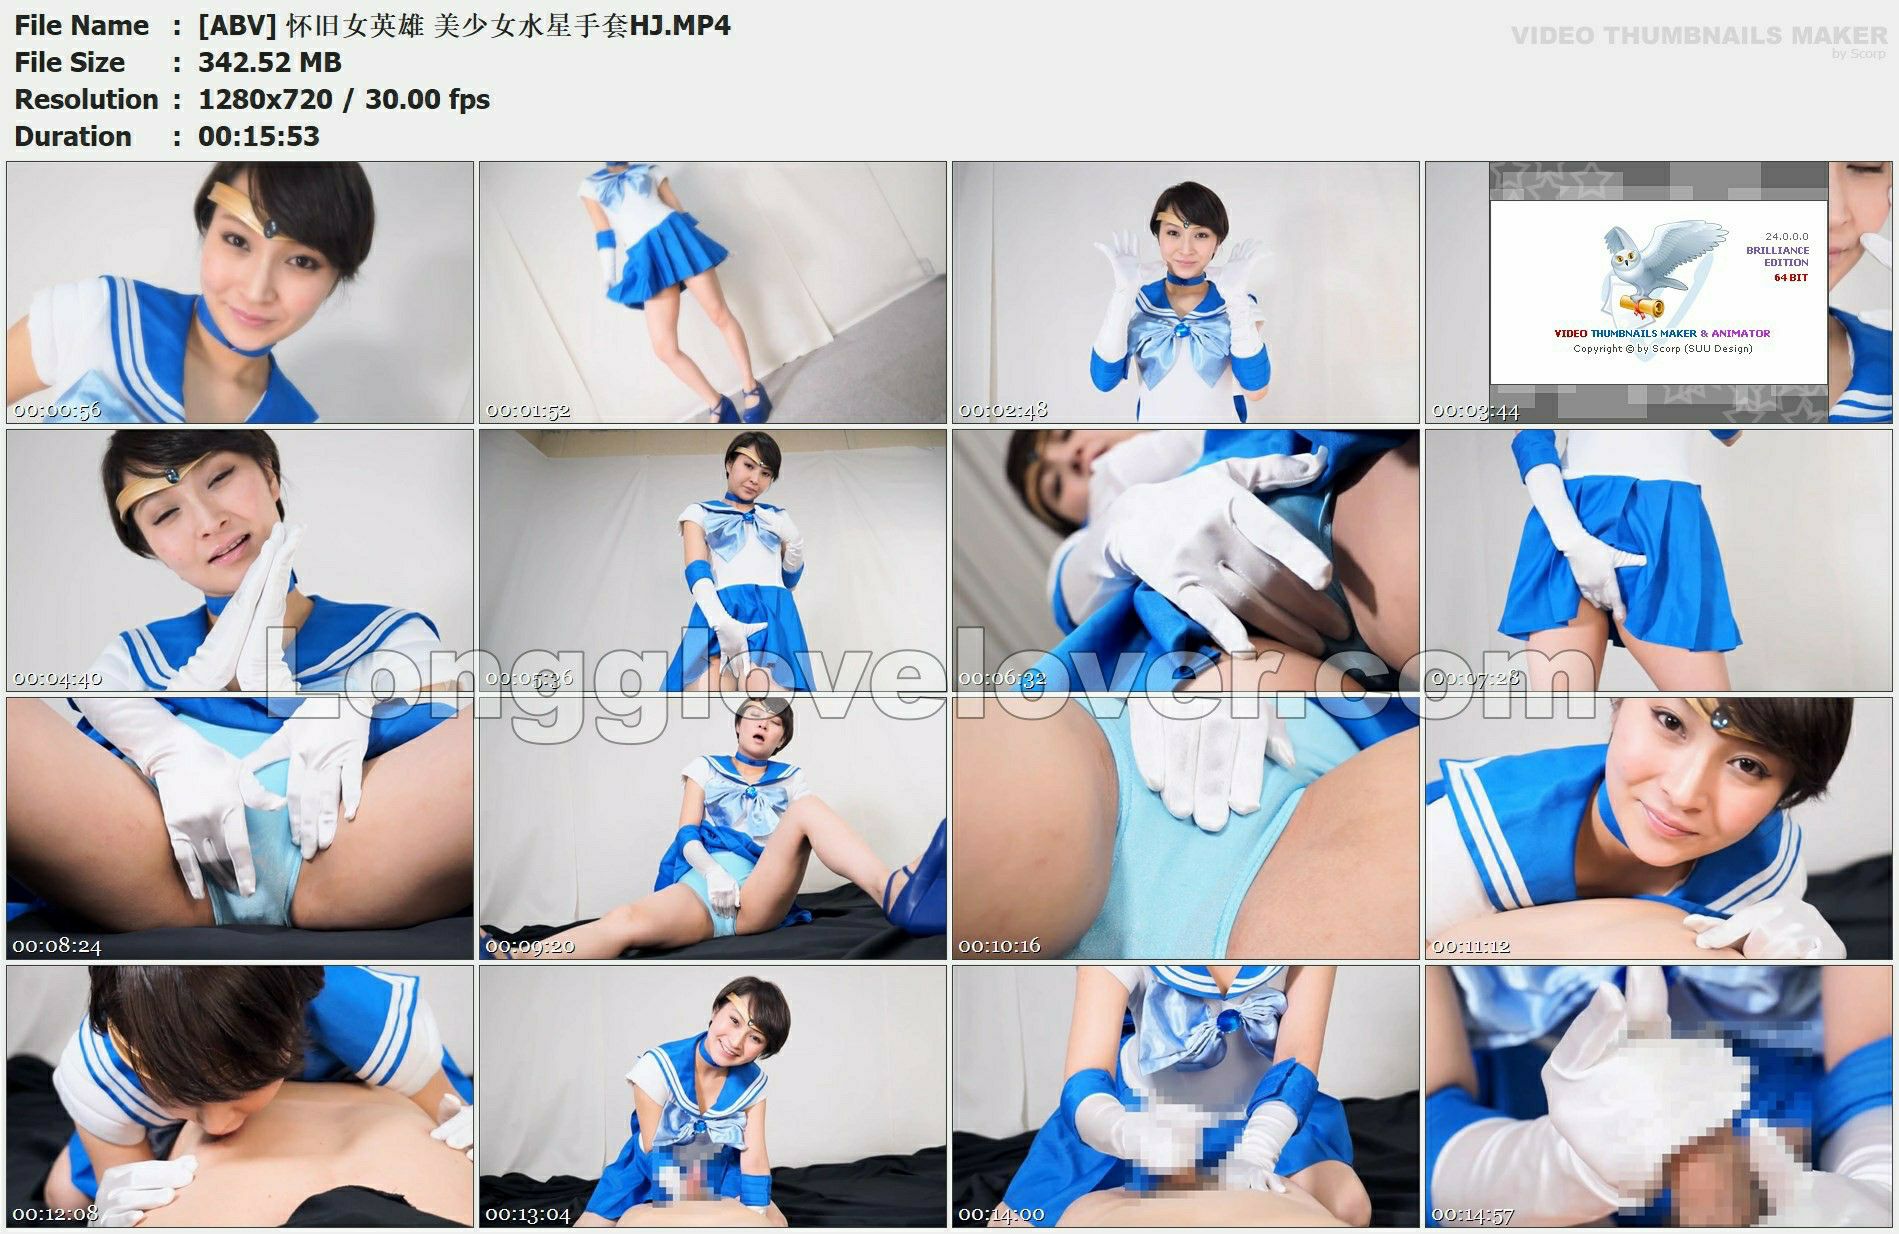 File Name : [ABV] 怀旧女英雄 美少女水星手套HJ.MP4
VIDEO THUMBNAILS MAKER
by Scorp
File Size : 342.52 MB
Resolution : 1280x720 / 30.00 fps
Duration : 00:15:53
24.0.0.0
BRILLIANCE
EDITION
64 BIT
VIDEO THUMBNAILS MAKER & ANIMATOR
Copyright © by Scorp (SUU Design)
00:00:56
00:01:52
00:02:48
00:03:44
00:04:40
00:05:36
00:06:32
00:07:28
Longglovelover.com
00:08:24
00:09:20
00:10:16
00:11:12
00:12:08
00:13:04
00:14:00
00:14:57